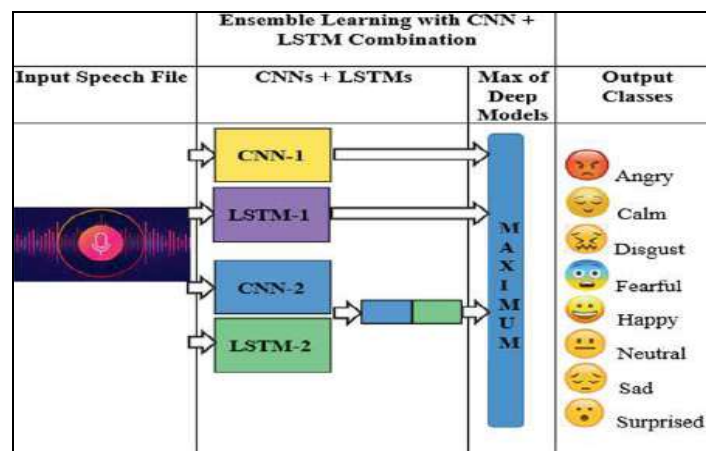 Ensemble Learning with CNN +
LSTM Combination
Input Speech File
CNNs + LSTMs
Max of
Deep
Models
Output
Classes
CNN-1
LSTM-1
CNN-2
LSTM-2
MAXIMUM
Angry
Calm
Disgust
Fearful
Happy
Neutral
Sad
Surprised